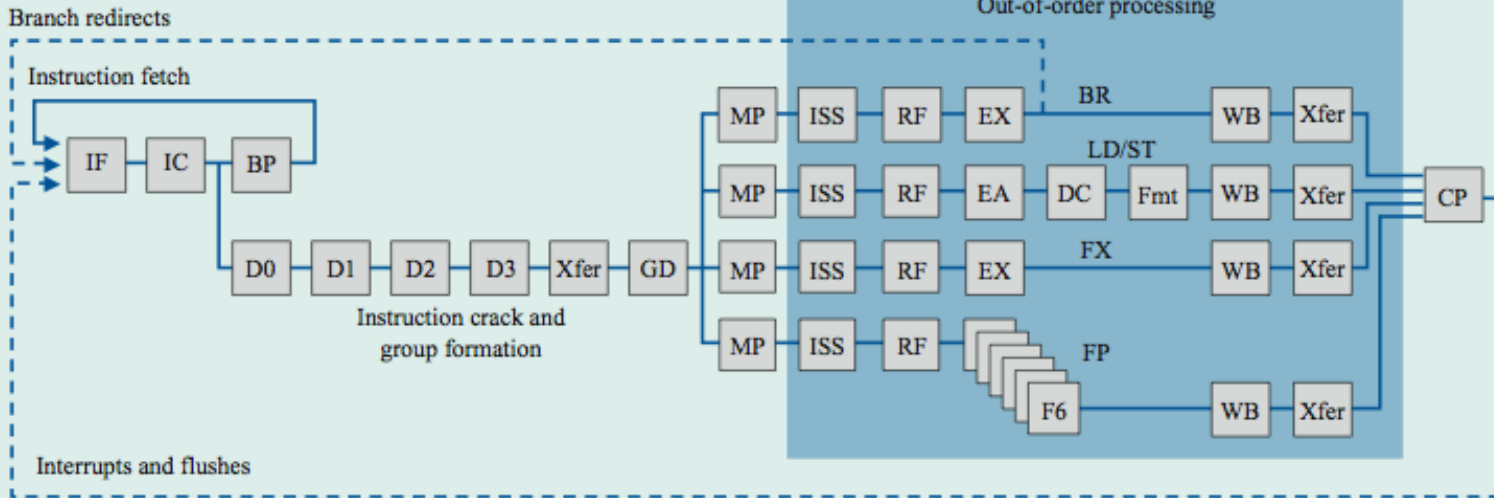 Out-of-order processing
Branch redirects
Instruction fetch
IF IC BP
D0 D1 D2 D3 Xfer GD
Instruction crack and
group formation
MP ISS RF EX BR WB Xfer
LD/ST
MP ISS RF EA DC Fmt WB Xfer
CP
FX
MP ISS RF EX WB Xfer
MP ISS RF
FP
F6 WB Xfer
Interrupts and flushes